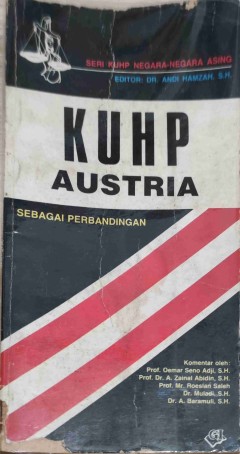 SERI KUHP NEGARA-NEGARA ASING
EDITOR: DR. ANDI HAMZAH, S.H.
KUHP
AUSTRIA
SEBAGAI PERBANDINGAN
Komentar oleh:
Prof. Oemar Seno Adji, S.H.
Prof. Dr. A. Zainal Abidin, S.H.
Prof. Mr. Roeslan Saleh
Dr. Muladi, S.H.
Dr. A. Baramuli, S.H.